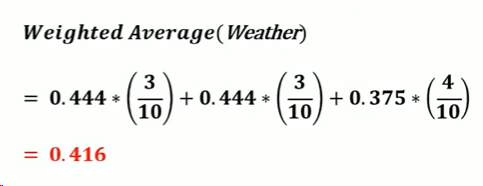 Weighted Average(Weather)
= 0.444 * (3/10) + 0.444 * (3/10) + 0.375 * (4/10)
= 0.416